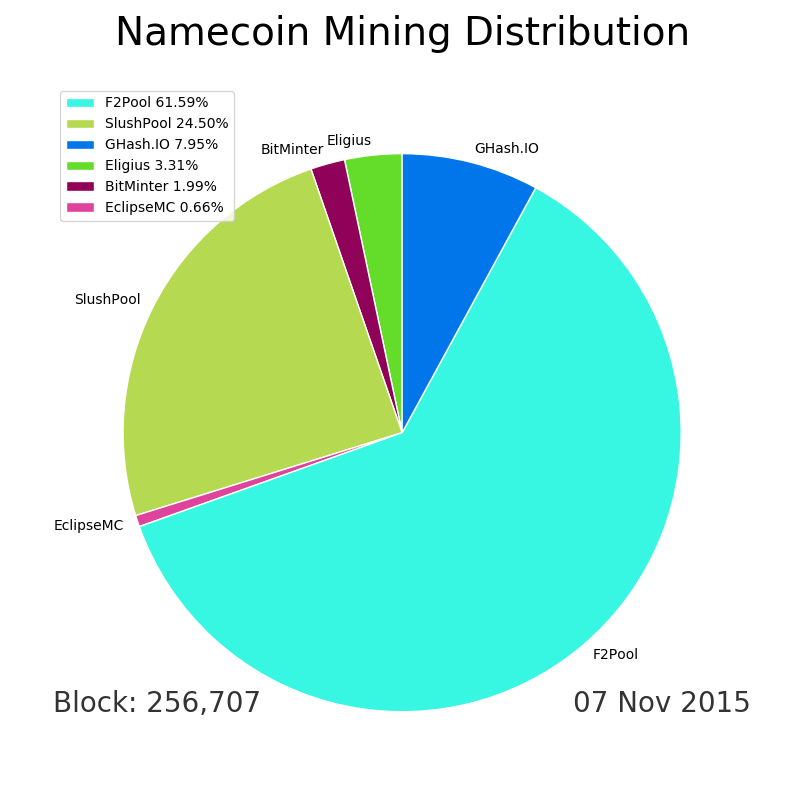 Namecoin Mining Distribution
F2Pool 61.59%
SlushPool 24.50%
GHash.IO 7.95%
Eligius 3.31%
BitMinter 1.99%
EclipseMC 0.66%
Eligius
BitMinter
GHash.IO
SlushPool
EclipseMC
F2Pool
Block: 256,707
07 Nov 2015